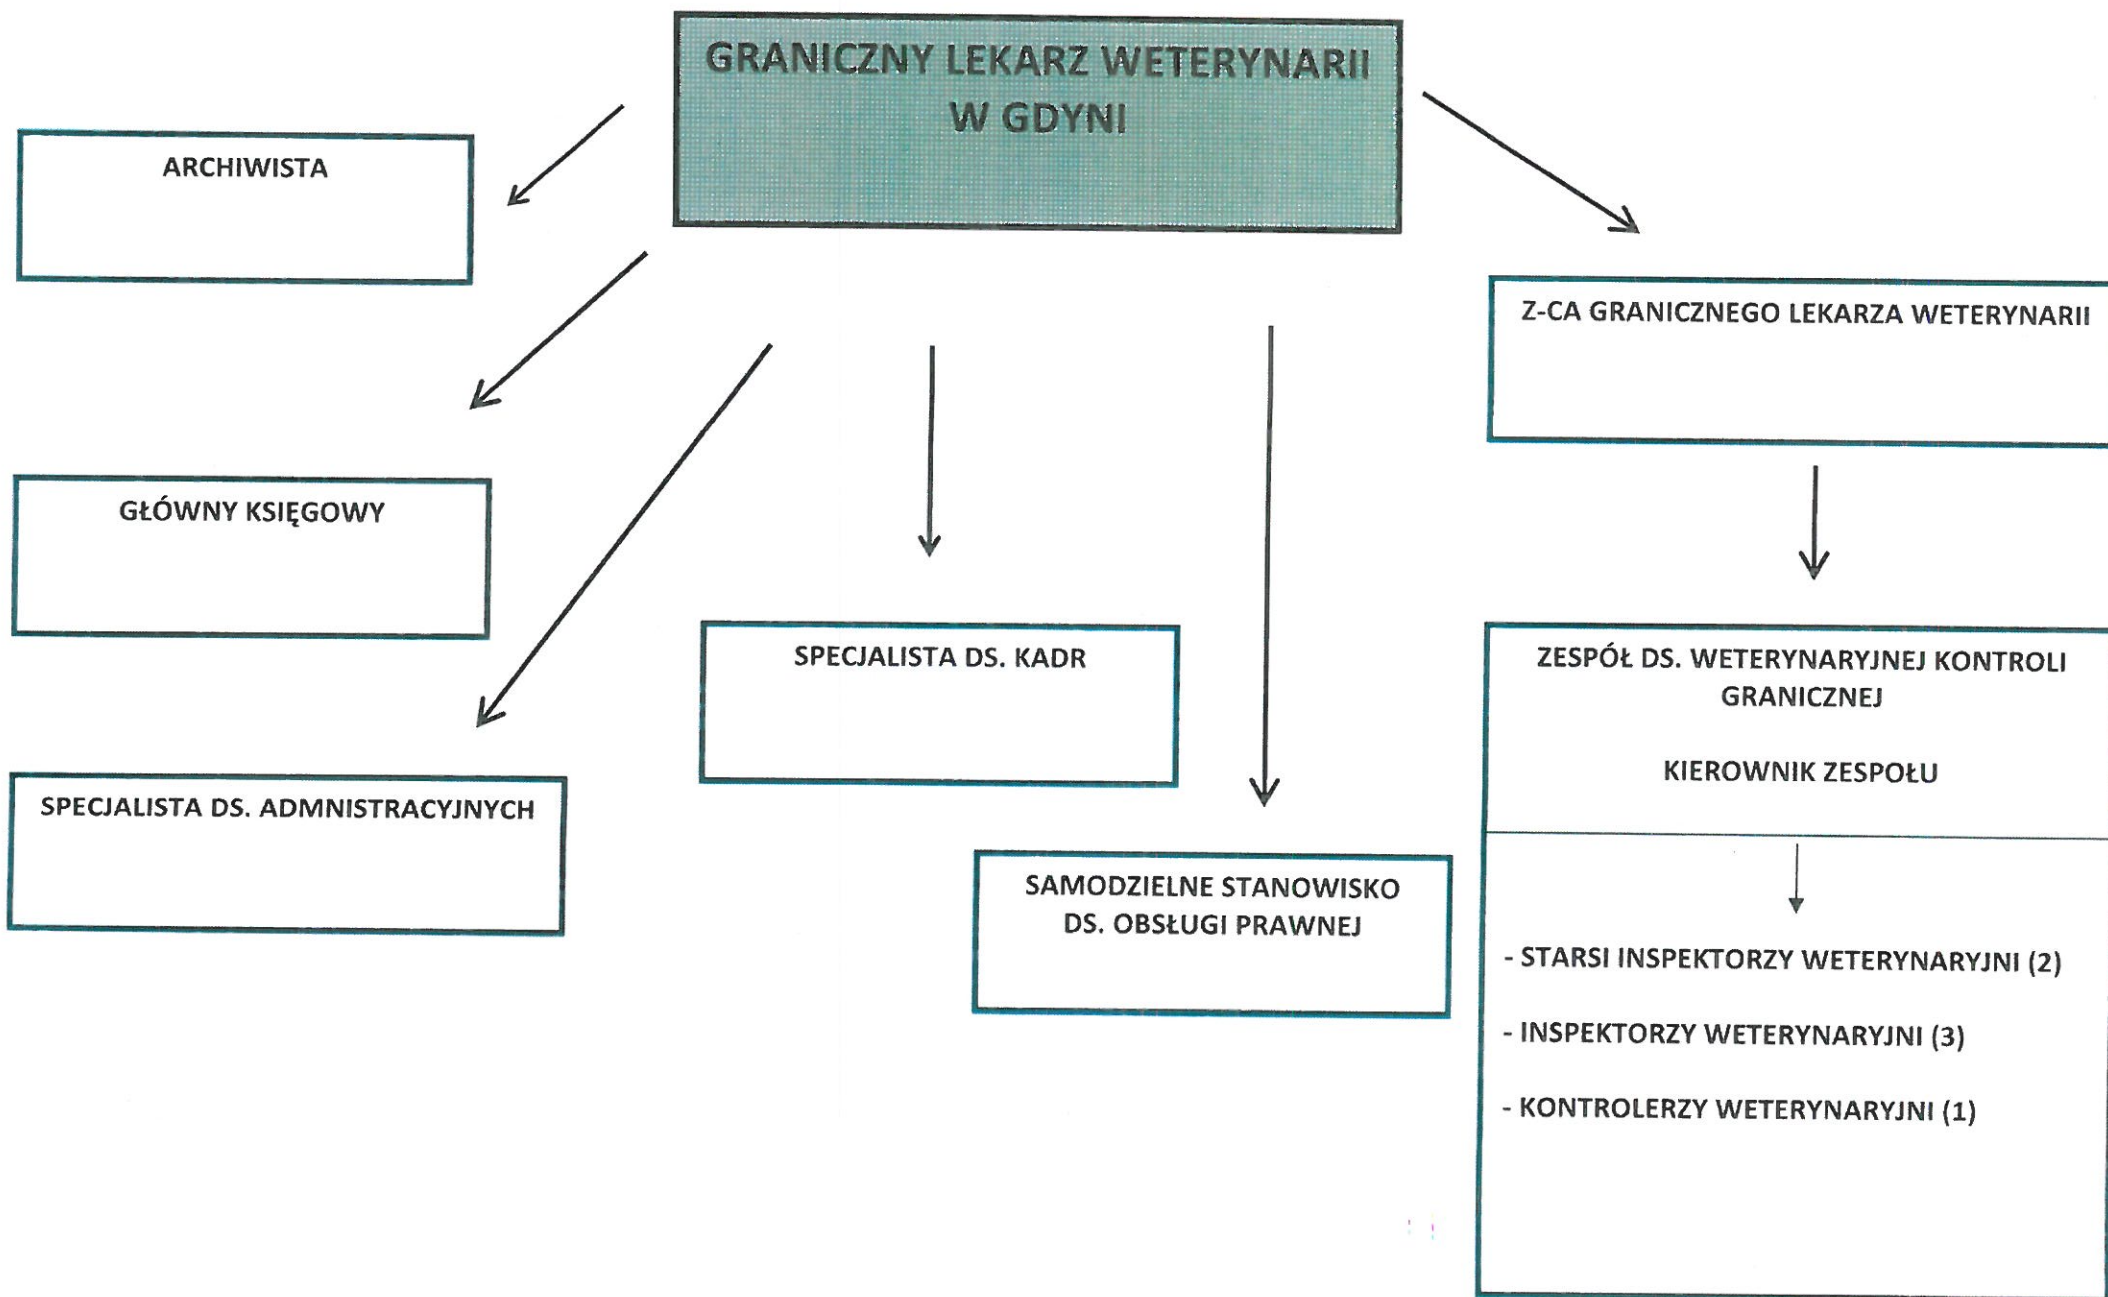 GRANICZNY LEKARZ WETERYNARII
W GDYNI
ARCHIWISTA
Z-CA GRANICZNEGO LEKARZA WETERYNARII
GŁÓWNY KSIĘGOWY
SPECJALISTA DS. KADR
ZESPÓŁ DS. WETERYNARYJNEJ KONTROLI
GRANICZNEJ
KIEROWNIK ZESPOŁU
SPECJALISTA DS. ADMNISTRACYJNYCH
SAMODZIELNE STANOWISKO
DS. OBSŁUGI PRAWNEJ
- STARSI INSPEKTORZY WETERYNARYJNI (2)
- INSPEKTORZY WETERYNARYJNI (3)
- KONTROLERZY WETERYNARYJNI (1)